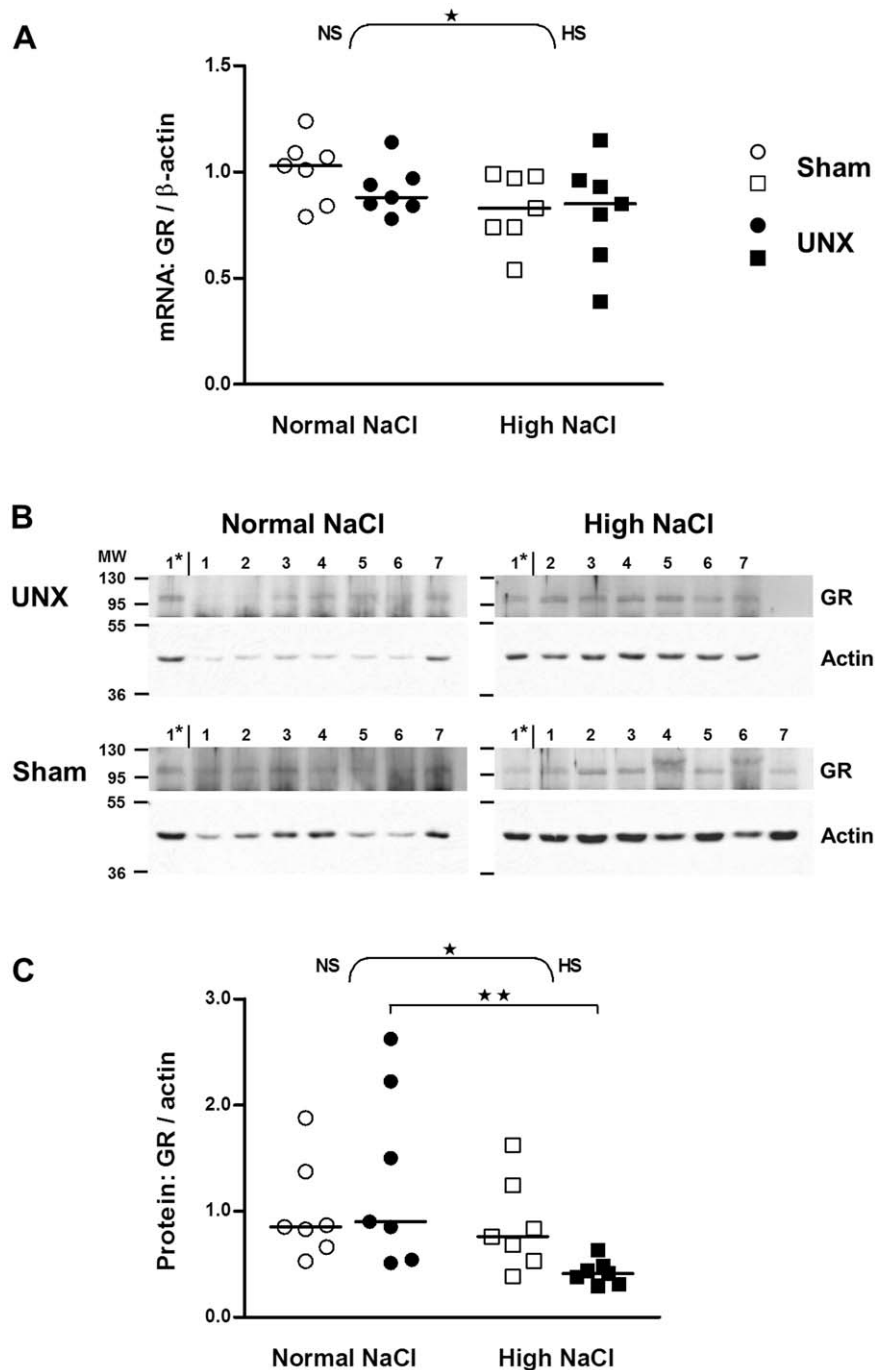 A
NS ★ HS
1.5
1.0
0.5
0.0
mRNA: GR / β-actin
Normal NaCl High NaCl
Sham
UNX
B
Normal NaCl High NaCl
MW 1* 1 2 3 4 5 6 7 1* 2 3 4 5 6 7
UNX 130 95 GR
55 36 Actin
1* 1 2 3 4 5 6 7 1* 1 2 3 4 5 6 7
Sham 130 95 GR
55 36 Actin
C
NS ★ HS
★★
3.0
2.0
1.0
0.0
Protein: GR / actin
Normal NaCl High NaCl